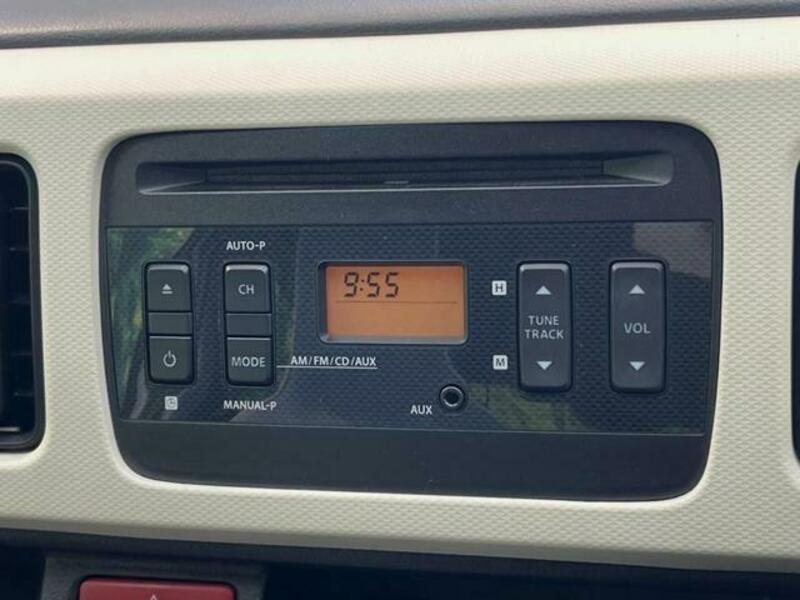 AUTO-P
CH
9:55
H
TUNE
TRACK
VOL
MODE
AM/FM/CD/AUX
M
MANUAL-P
AUX